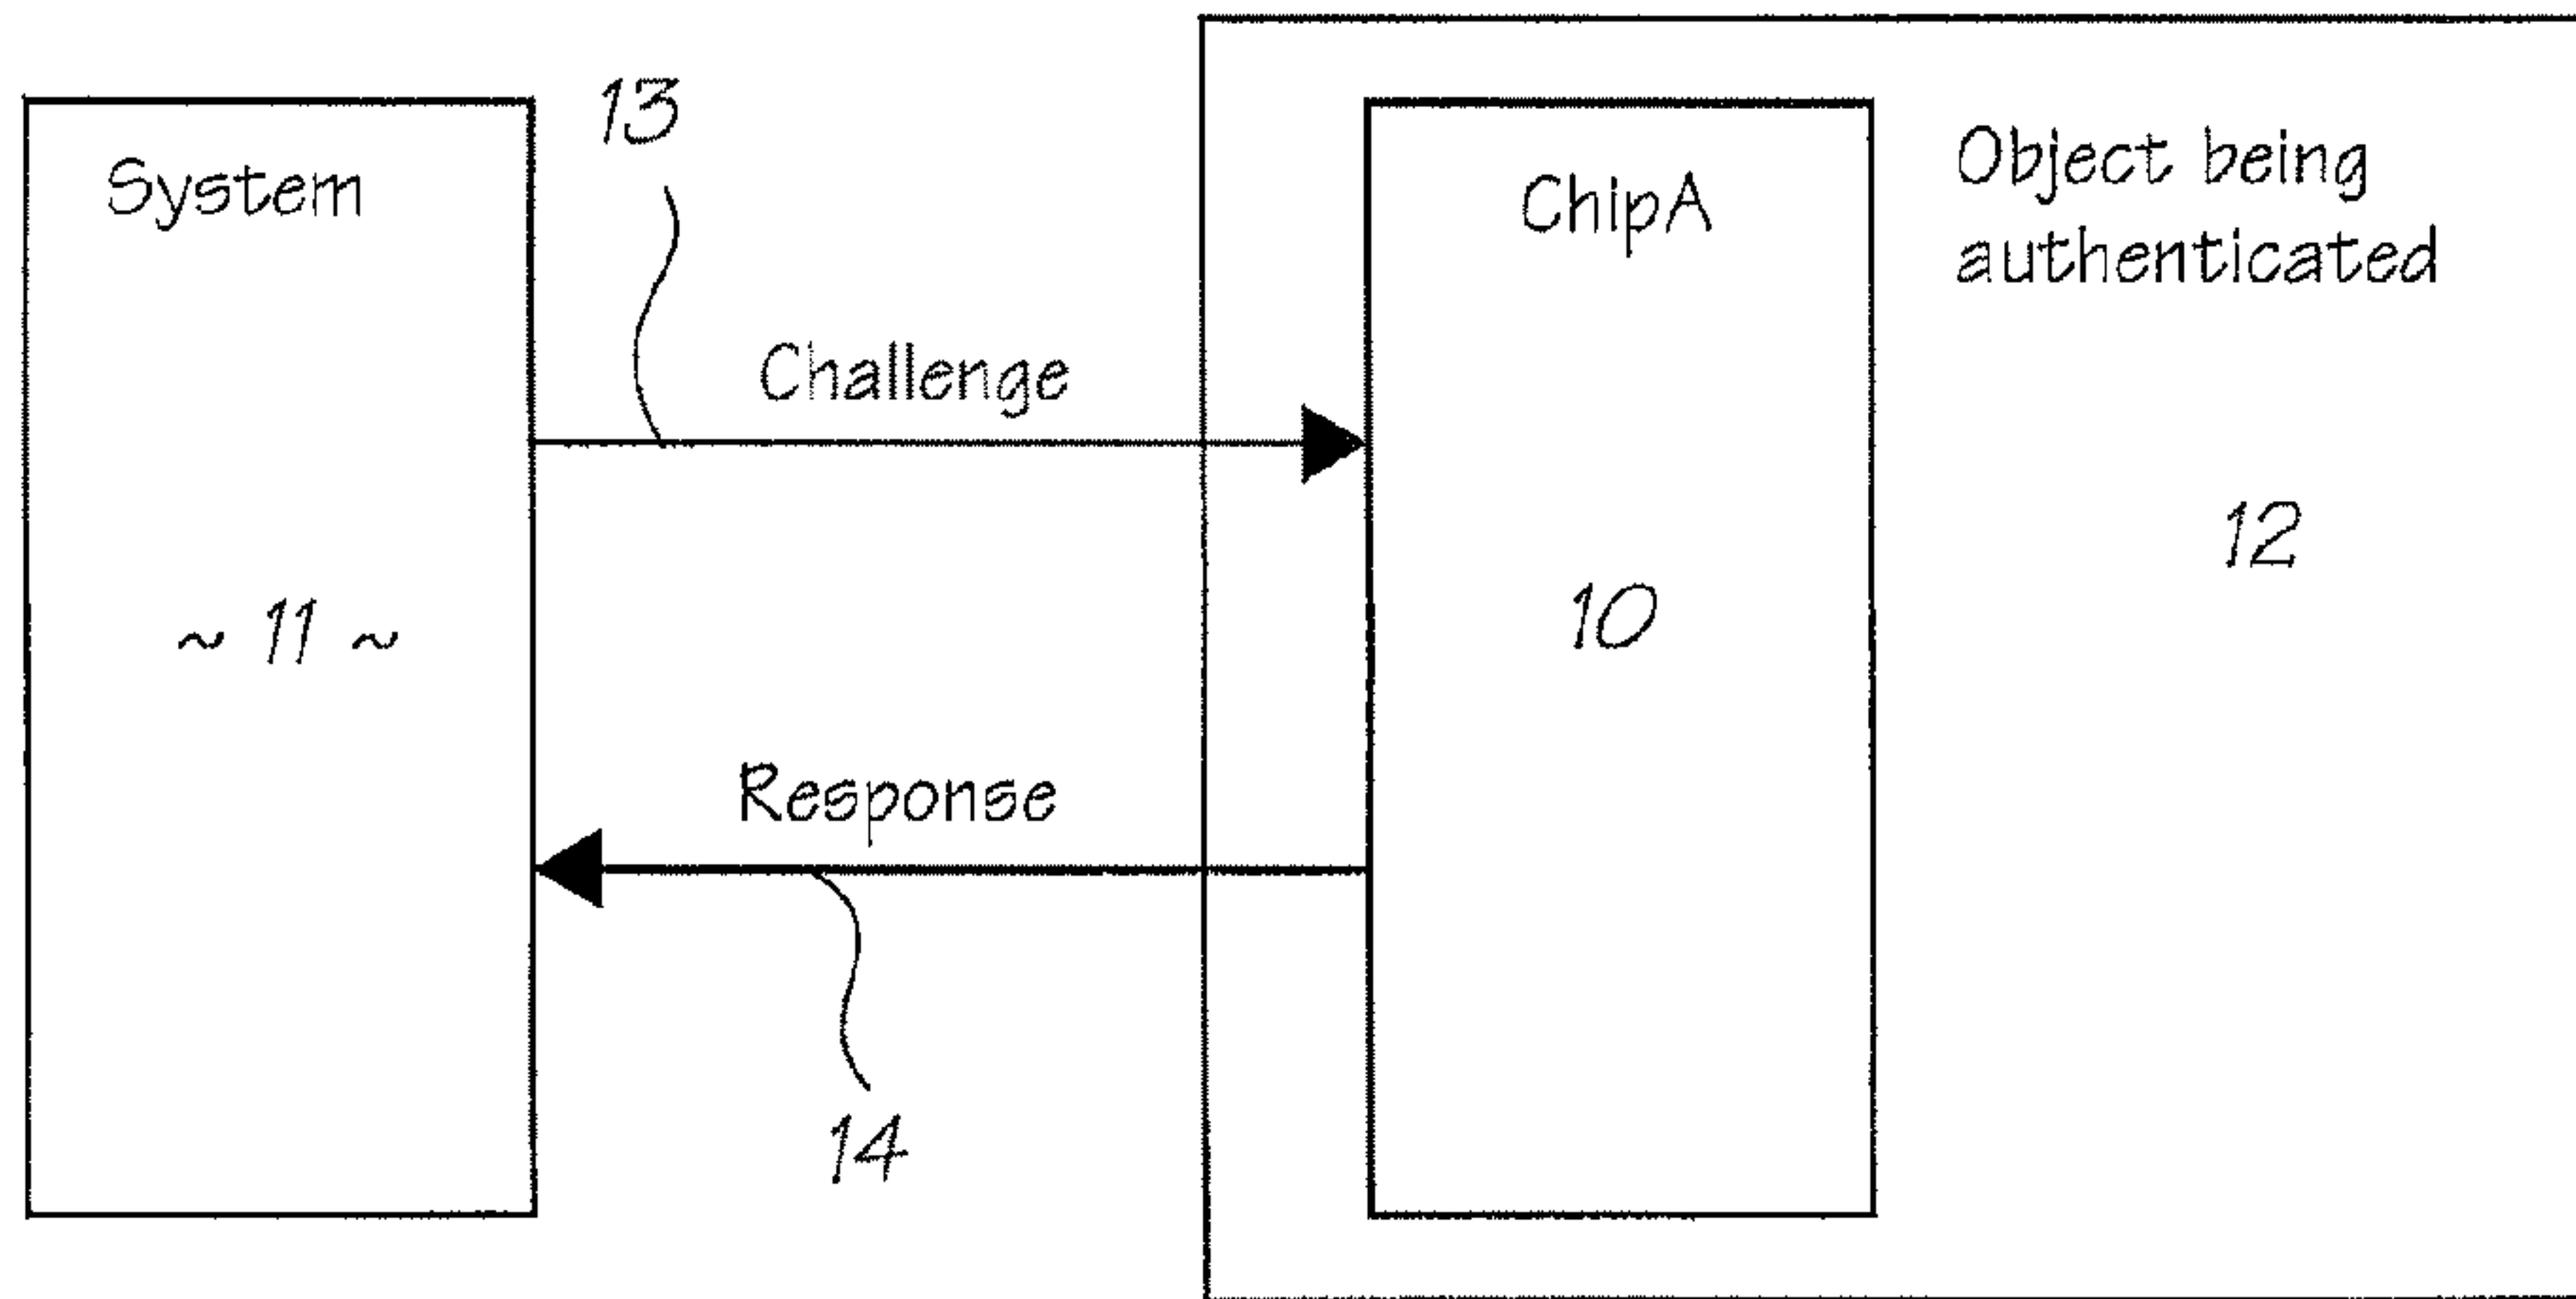 13
System
ChipA
Object being
authenticated
Challenge
12
~ 11 ~
10
Response
14